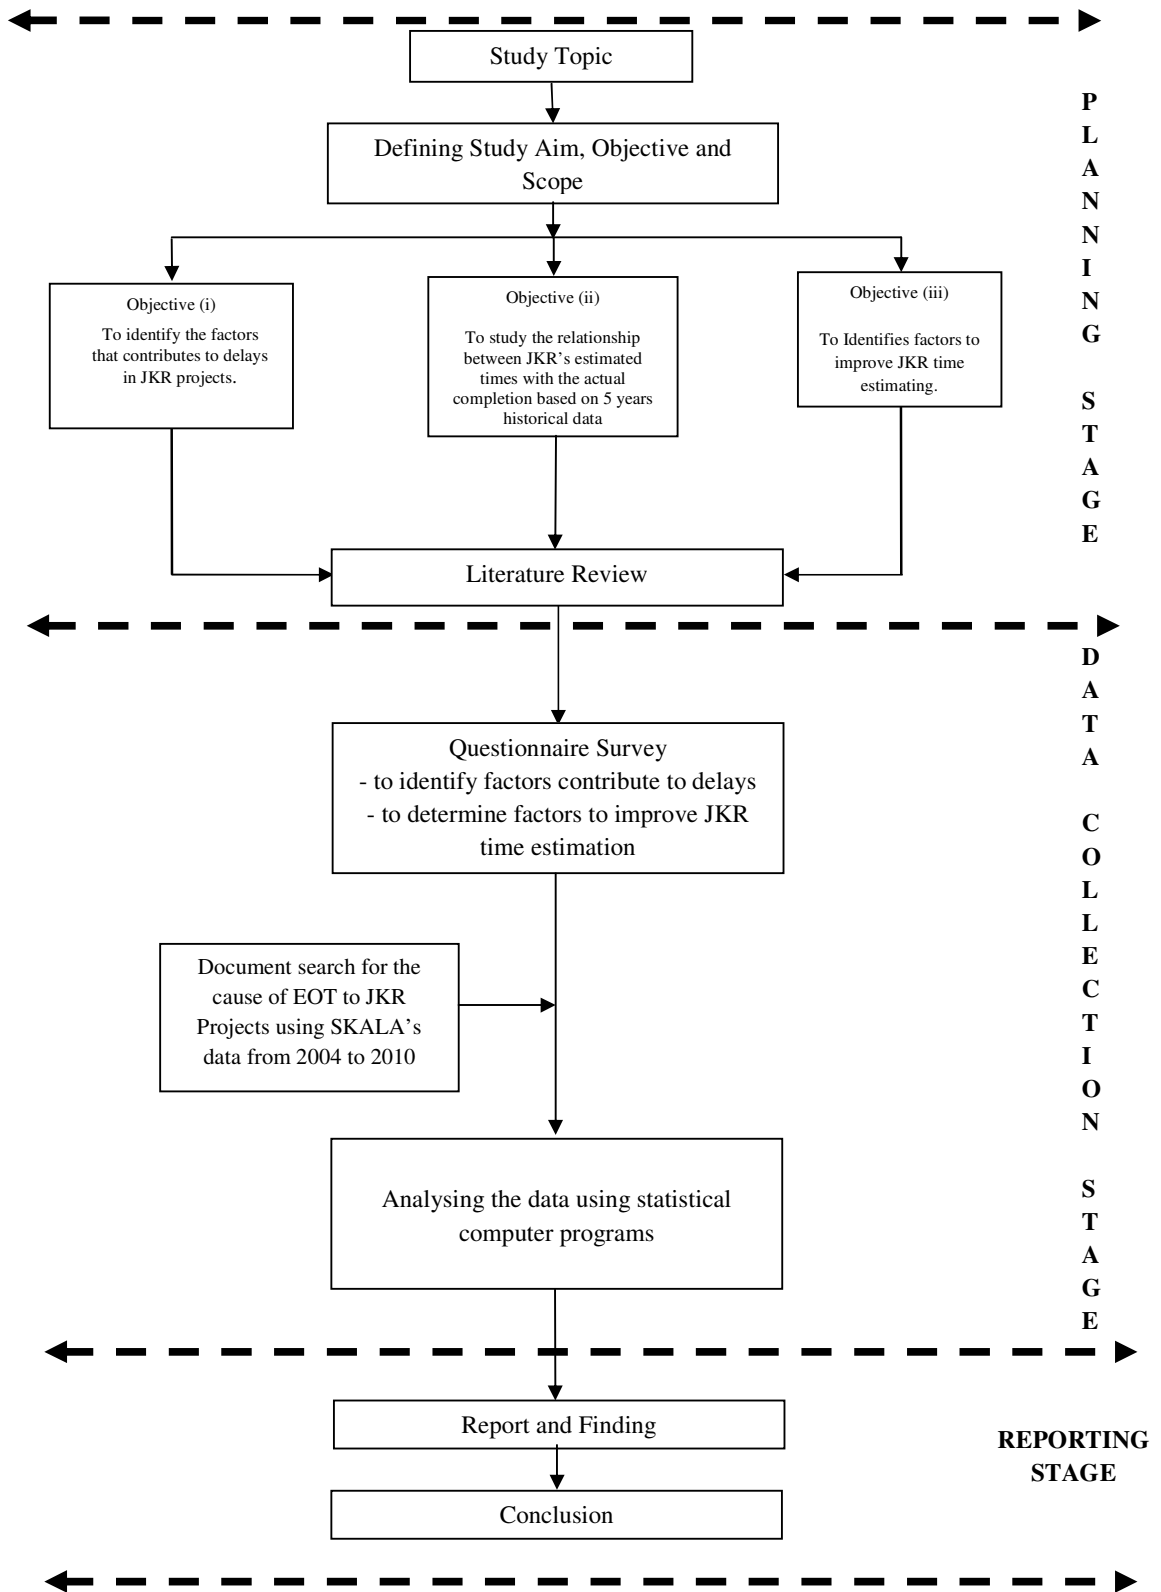 Study Topic
Defining Study Aim, Objective and
Scope
Objective (i)
To identify the factors
that contributes to delays
in JKR projects.
Objective (ii)
To study the relationship
between JKR's estimated
times with the actual
completion based on 5 years
historical data
Objective (iii)
To Identifies factors to
improve JKR time
estimating.
Literature Review
PLANNING STAGE
Questionnaire Survey
- to identify factors contribute to delays
- to determine factors to improve JKR
time estimation
Document search for the
cause of EOT to JKR
Projects using SKALA's
data from 2004 to 2010
Analysing the data using statistical
computer programs
DATA COLLECTION STAGE
Report and Finding
Conclusion
REPORTING
STAGE